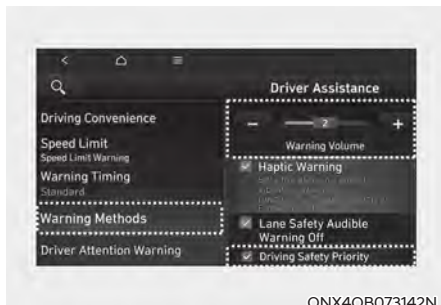 Driver Assistance
Driving Convenience
Speed Limit
Speed Limit Warning
Warning Timing
Standard
Warning Methods
Driver Attention Warning
2
Warning Volume
Haptic Warning
Lane Safety Audible
Warning Off
Driving Safety Priority
ONX4OB073142N